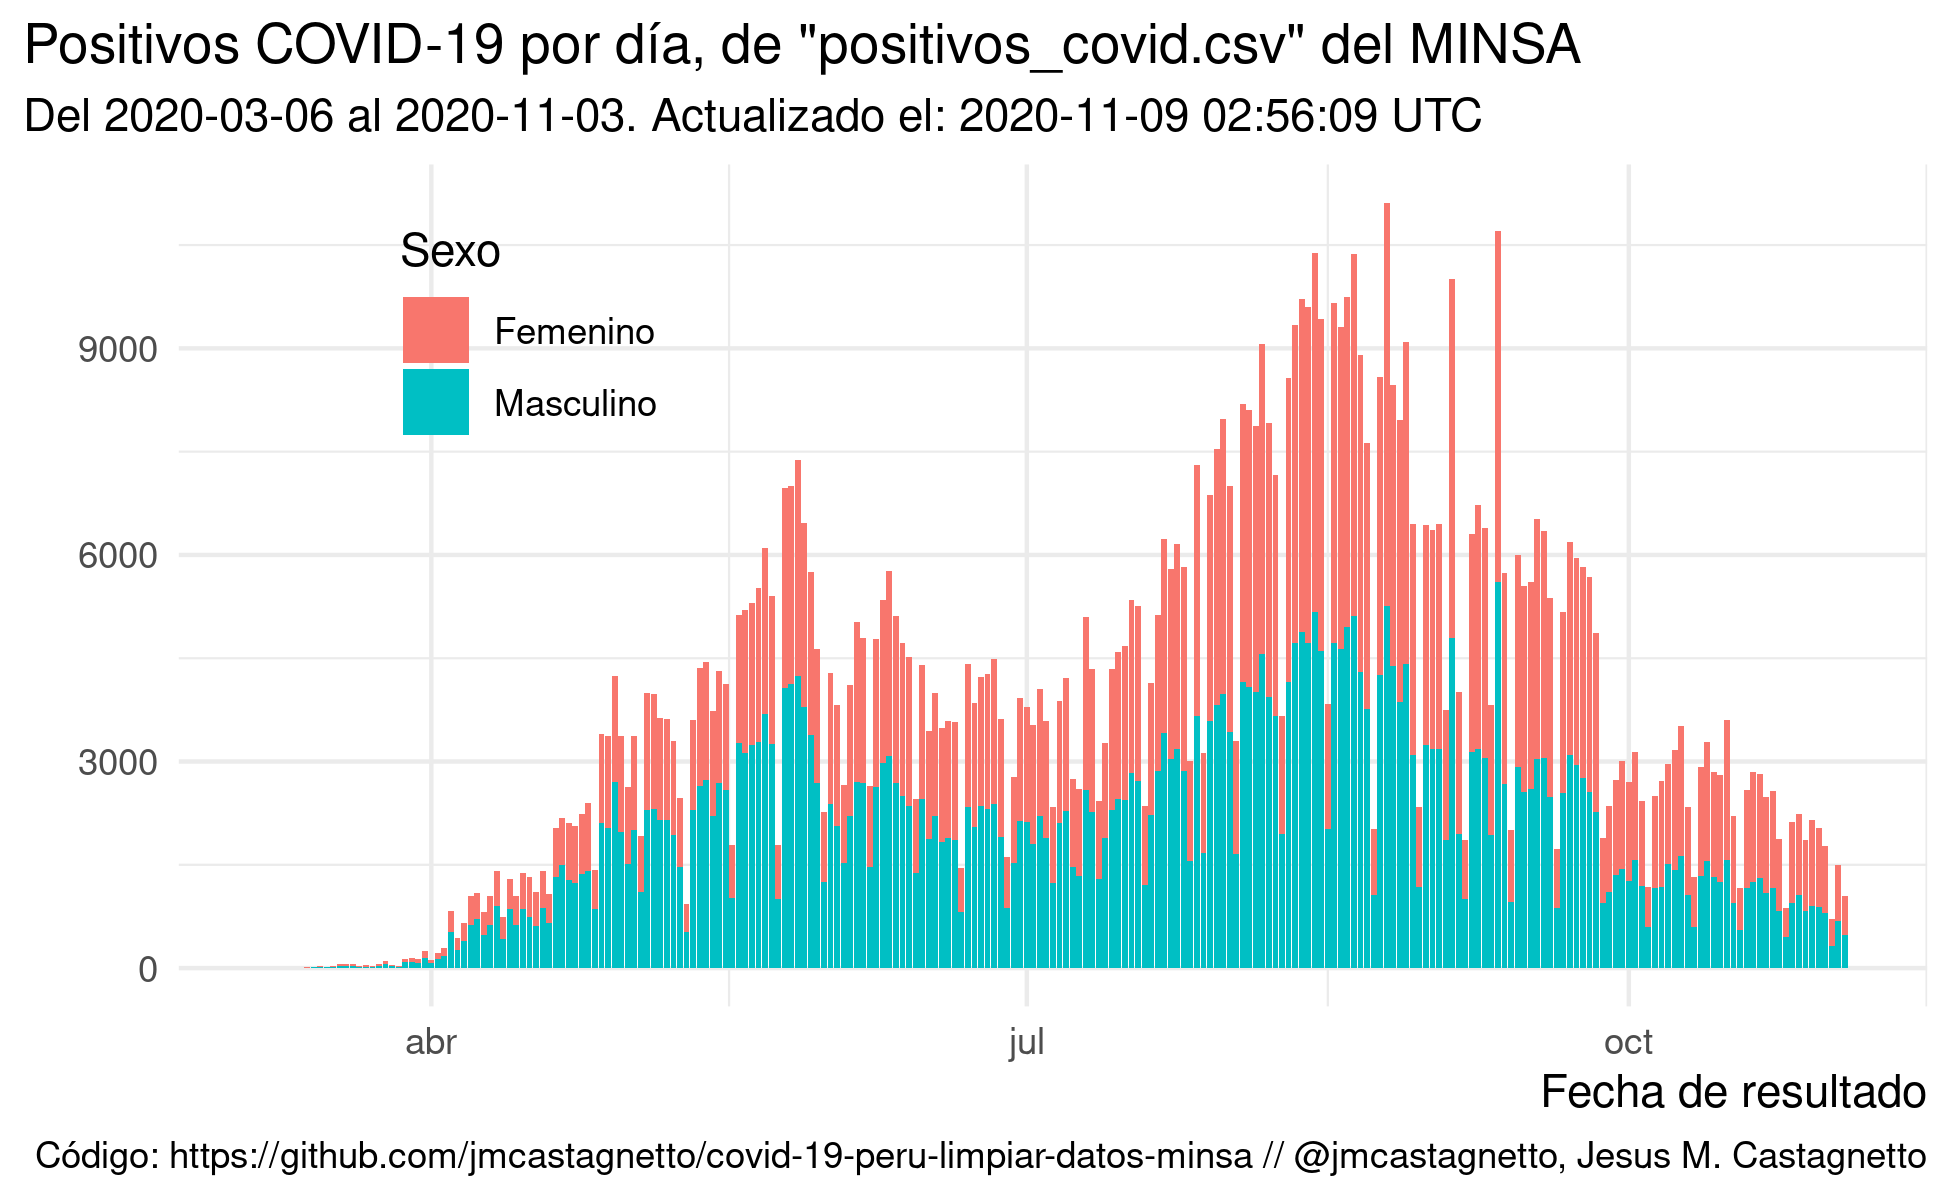 Positivos COVID-19 por día, de "positivos_covid.csv" del MINSA
Del 2020-03-06 al 2020-11-03. Actualizado el: 2020-11-09 02:56:09 UTC
Sexo
Femenino
Masculino
9000
6000
3000
0
abr
jul
oct
Fecha de resultado
Código: https://github.com/jmcastagnetto/covid-19-peru-limpiar-datos-minsa // @jmcastagnetto, Jesus M. Castagnetto